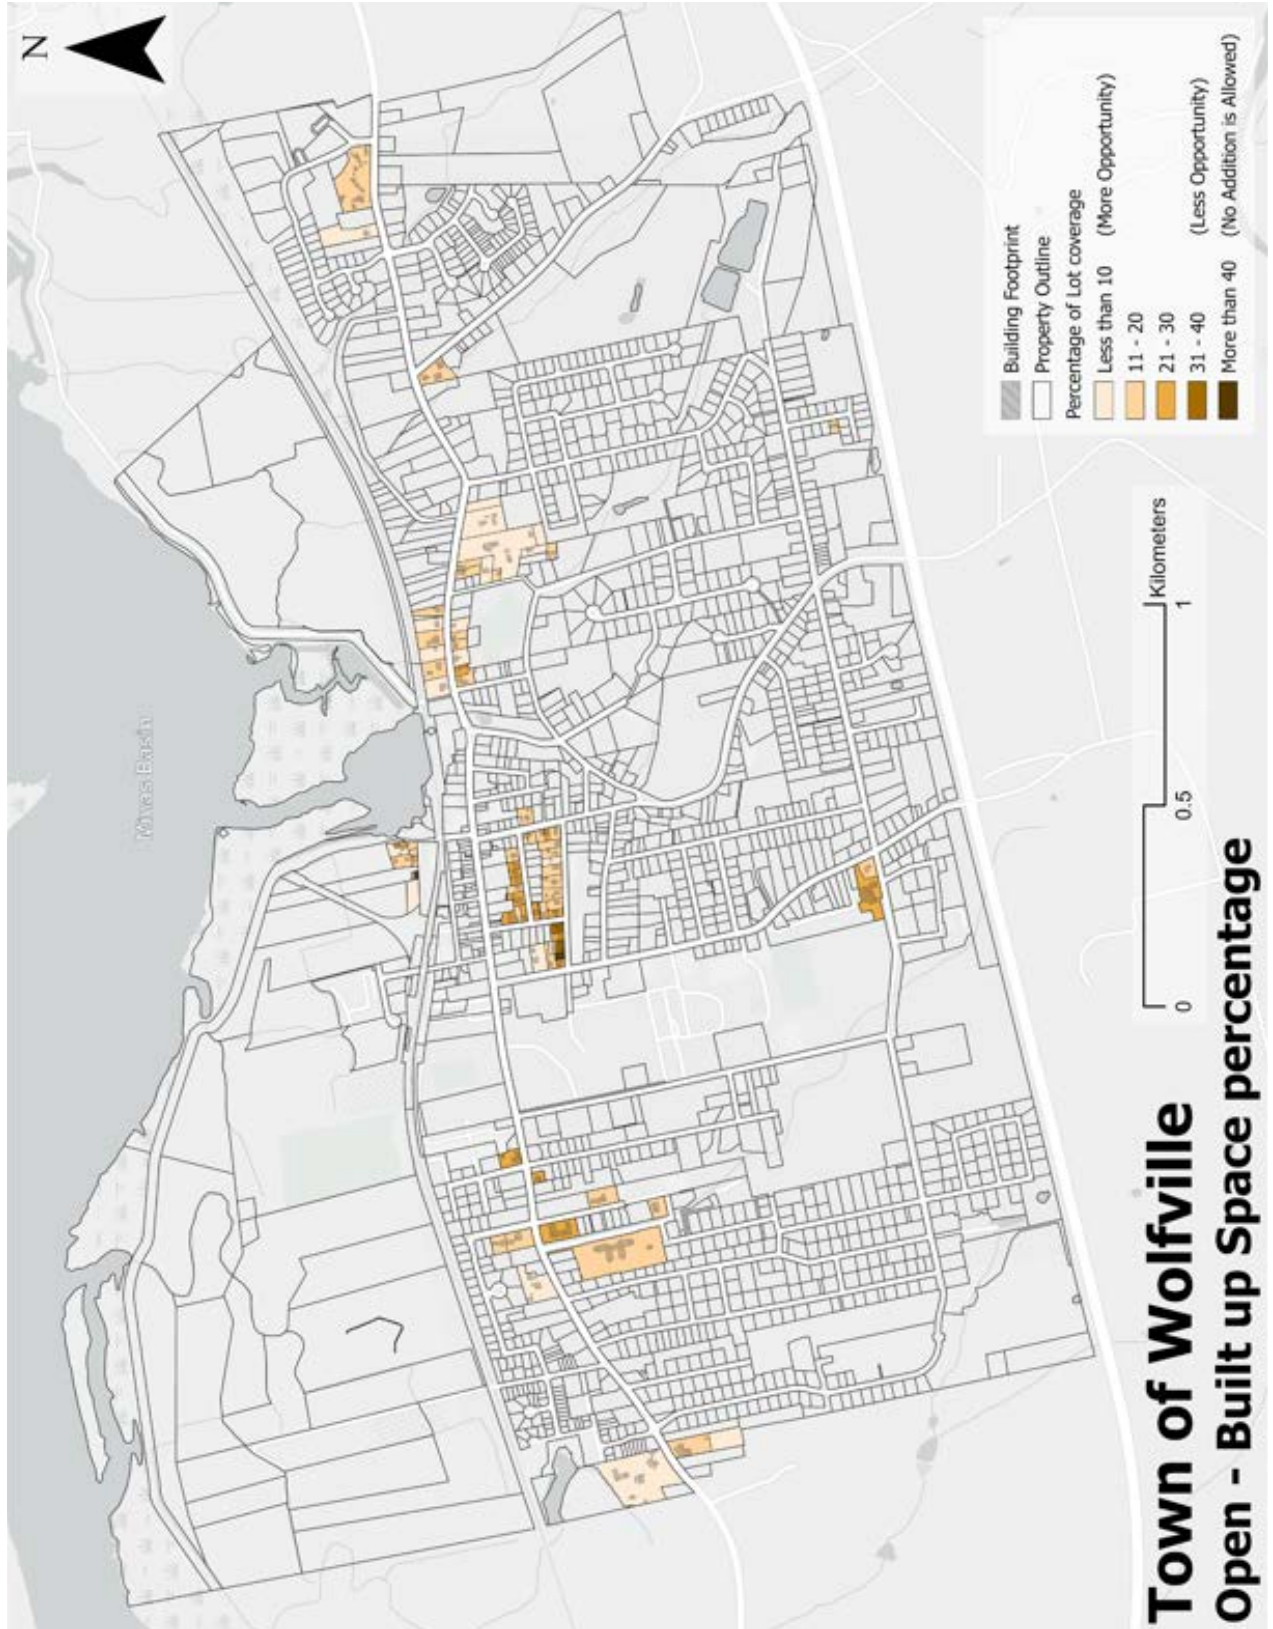 N
Minas Basin
Building Footprint
Property Outline
Percentage of Lot coverage
Less than 10 (More Opportunity)
11 - 20
21 - 30
31 - 40 (Less Opportunity)
More than 40 (No Addition is Allowed)
0 0.5 1 Kilometers
Town of Wolfville
Open - Built up Space percentage